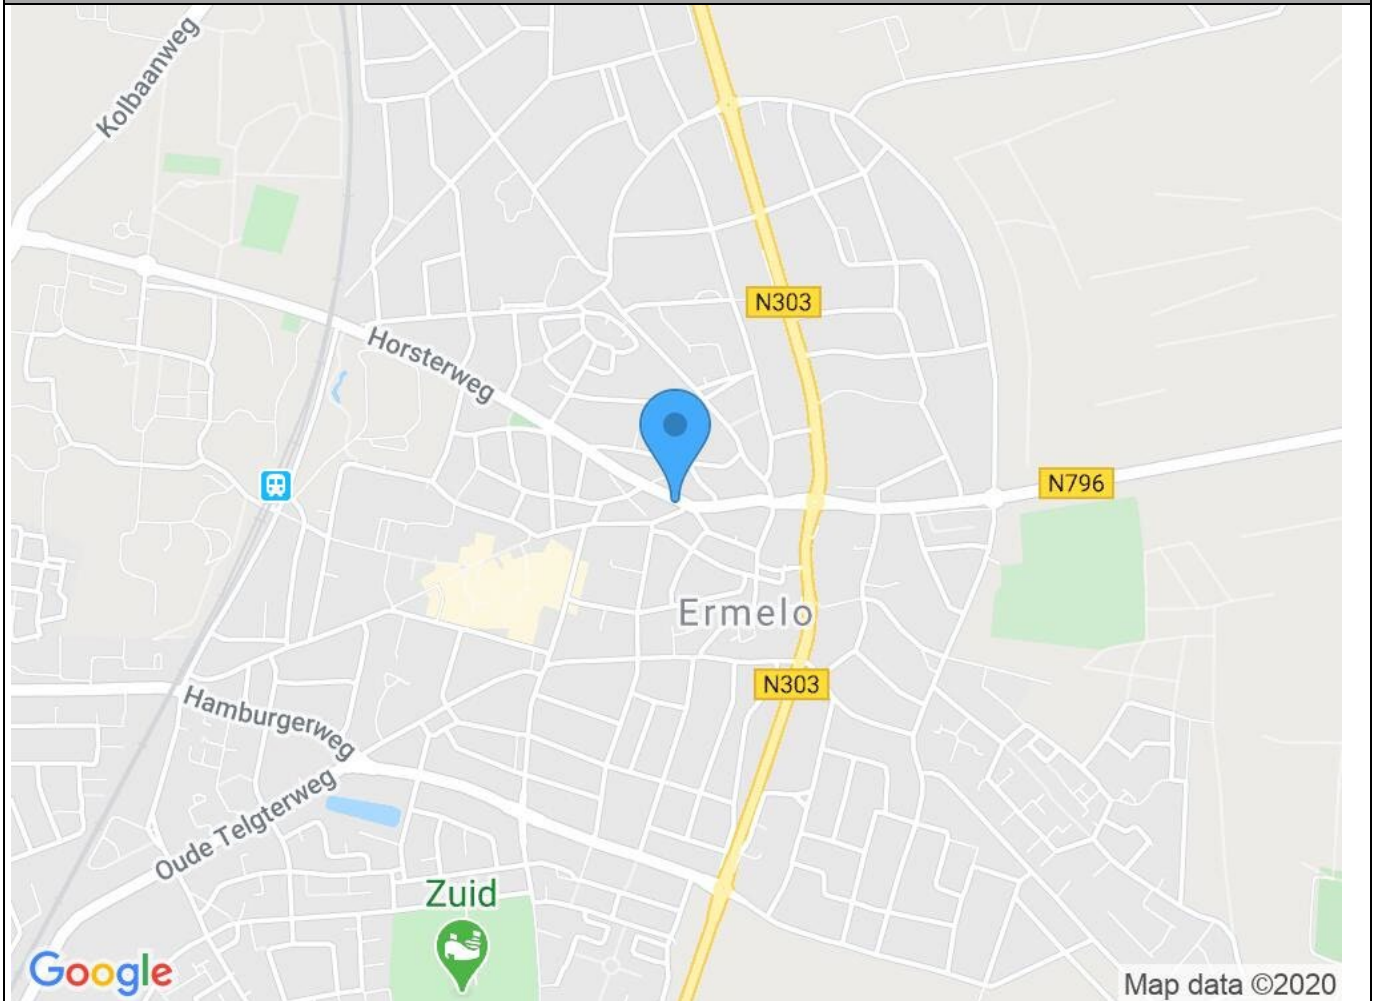 Kolbaanweg
N303
Horsterweg
N796
Ermelo
N303
Hamburgerweg
Oude Telgterweg
Zuid
Google
Map data ©2020